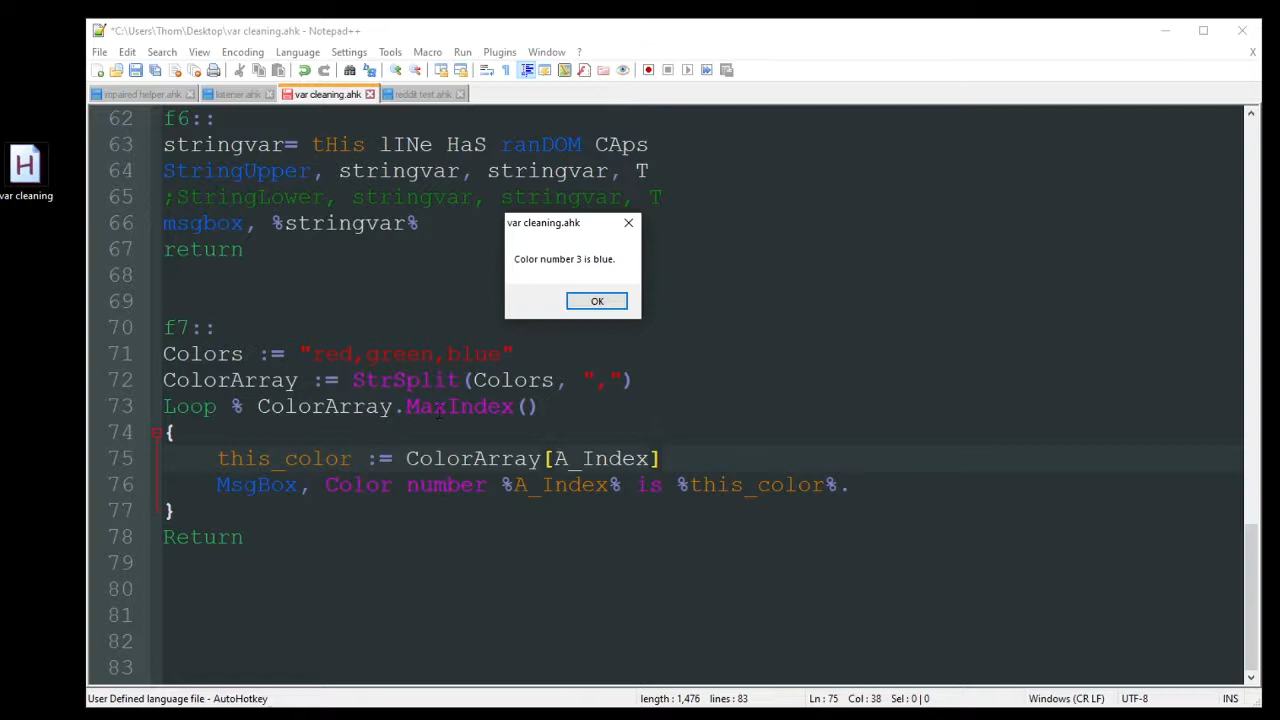 *C:\Users\Thom\Desktop\var cleaning.ahk - Notepad++
File Edit Search View Encoding Language Settings Tools Macro Run Plugins Window ? X
impaired helper.ahk listener.ahk var cleaning.ahk reddit test.ahk
var cleaning
62 f6::
63 stringvar= tHis lINe HaS ranDOM CAps
64 StringUpper, stringvar, stringvar, T
65 ;StringLower, stringvar, stringvar, T
66 msgbox, %stringvar%
67 return
68
69
70 f7::
71 Colors := "red,green,blue"
72 ColorArray := StrSplit(Colors, ",")
73 Loop % ColorArray.MaxIndex()
74 {
75 this_color := ColorArray[A_Index]
76 MsgBox, Color number %A_Index% is %this_color%.
77 }
78 Return
79
80
81
82
83
var cleaning.ahk
Color number 3 is blue.
OK
User Defined language file - AutoHotkey length : 1,476 lines : 83 Ln : 75 Col : 38 Sel : 0 | 0 Windows (CR LF) UTF-8 INS